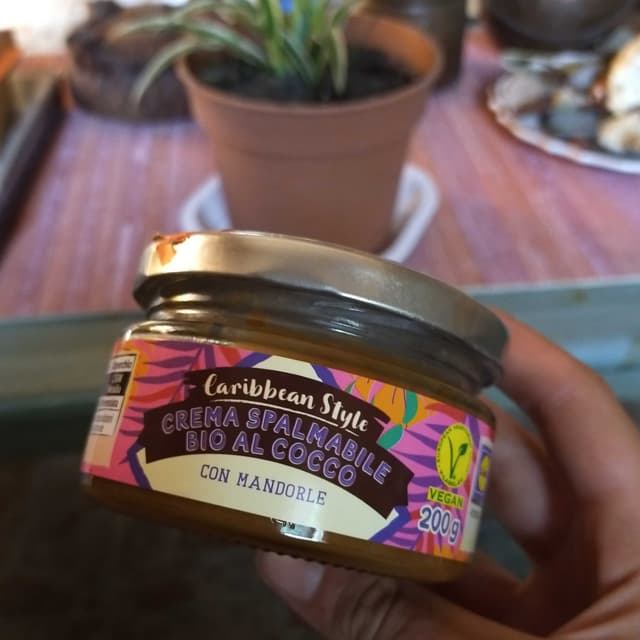 Caribbean Style
CREMA SPALMABILE
BIO AL COCCO
CON MANDORLE
VEGAN
200g